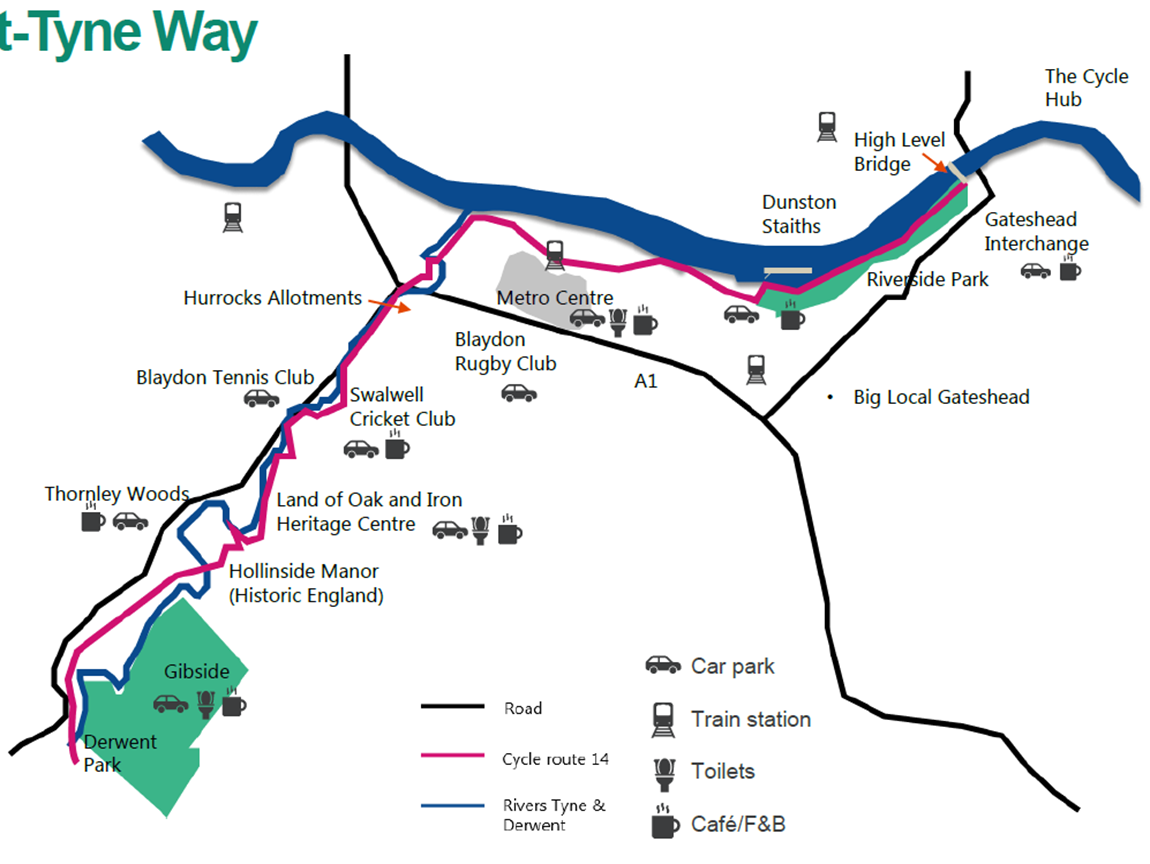 t-Tyne Way
The Cycle
Hub
High Level
Bridge
Dunston
Staiths
Gateshead
Interchange
Riverside Park
Hurrocks Allotments
Metro Centre
Blaydon
Rugby Club
A1
Blaydon Tennis Club
Swalwell
Cricket Club
• Big Local Gateshead
Thornley Woods
Land of Oak and Iron
Heritage Centre
Hollinside Manor
(Historic England)
Gibside
Derwent
Park
Road
Cycle route 14
Rivers Tyne &
Derwent
Car park
Train station
Toilets
Café/F&B